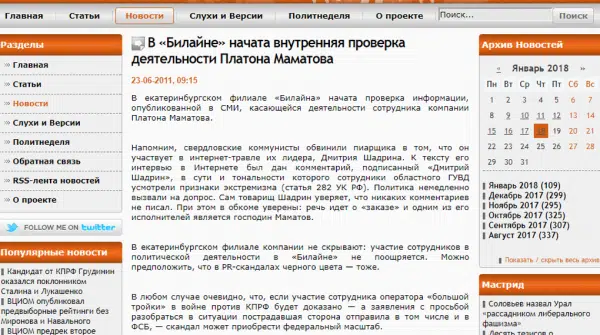 Главная Статьи Новости Слухи и Версии Политнеделя О проекте Поиск... Поиск
Разделы
Главная
Статьи
Новости
Слухи и Версии
Политнеделя
Обратная связь
RSS-лента новостей
О проекте
FOLLOW ME ON twitter
Популярные новости
Кандидат от КПРФ Грудинин
оказался поклонником
Сталина и Лукашенко
ВЦИОМ опубликовал
предвыборные рейтинги без
Миронова и Навального
ВЦИОМ предрек второе
В «Билайне» начата внутренняя проверка
деятельности Платона Маматова
23-06-2011, 09:15
В екатеринбургском филиале «Билайна» начата проверка информации,
опубликованной в СМИ, касающейся деятельности сотрудника компании
Платона Маматова.
Напомним, свердловские коммунисты обвинили пиарщика в том, что он
участвует в интернет-травле их лидера, Дмитрия Шадрина. К тексту его
интервью в Интернете был дан комментарий, подписанный «Дмитрий
Шадрин», в сути и тональности которого сотрудники областного ГУВД
усмотрели признаки экстремизма (статья 282 УК РФ). Политика немедленно
вызвали на допрос. Сам товарищ Шадрин уверяет, что никаких комментариев
не писал. При этом в обкоме уверены: речь идет о «заказе» и одним из его
исполнителей является господин Маматов.
В екатеринбургском филиале компании не скрывают: участие сотрудников в
политической деятельности в «Билайне» не поощряется. Можно
предположить, что в PR-скандалах черного цвета — тоже.
В любом случае очевидно, что, если участие сотрудника оператора «большой
тройки» в войне против КПРФ будет доказано — а заявления с просьбой
разобраться в ситуации пострадавшая сторона отправила в том числе и в
ФСБ, — скандал может приобрести федеральный масштаб.
Архив Новостей
« Январь 2018 »
Пн Вт Ср Чт Пт Сб Вс
1 2 3 4 5 6 7
8 9 10 11 12 13 14
15 16 17 18 19 20 21
22 23 24 25 26 27 28
29 30 31
Январь 2018 (109)
Декабрь 2017 (299)
Ноябрь 2017 (295)
Октябрь 2017 (325)
Сентябрь 2017 (331)
Август 2017 (337)
Показать / скрыть весь архив
Мастрид
Соловьев назвал Урал
«рассадником либерального
фашизма»